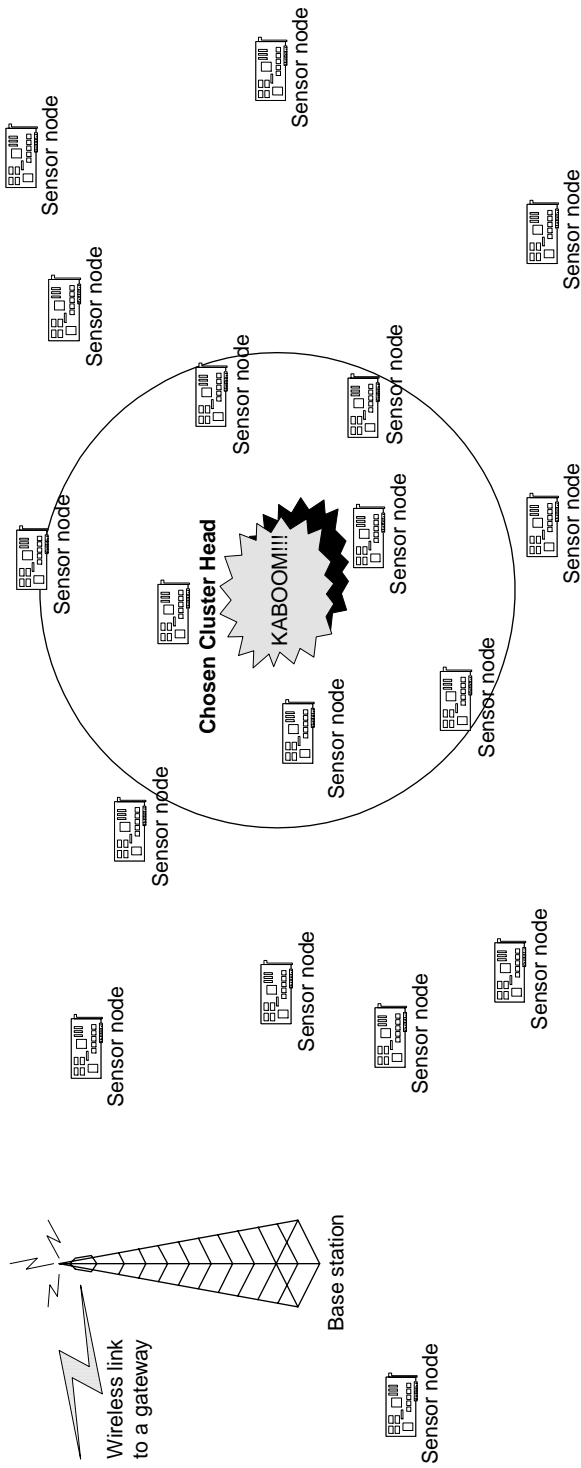 Sensor node
Sensor node
Sensor node
Wireless link
to a gateway
Sensor node
Sensor node
Chosen Cluster Head
Sensor node
KABOOM!!!
Sensor node
Sensor node
Base station
Sensor node
Sensor node
Sensor node
Sensor node
Sensor node
Sensor node
Sensor node
Sensor node
Sensor node